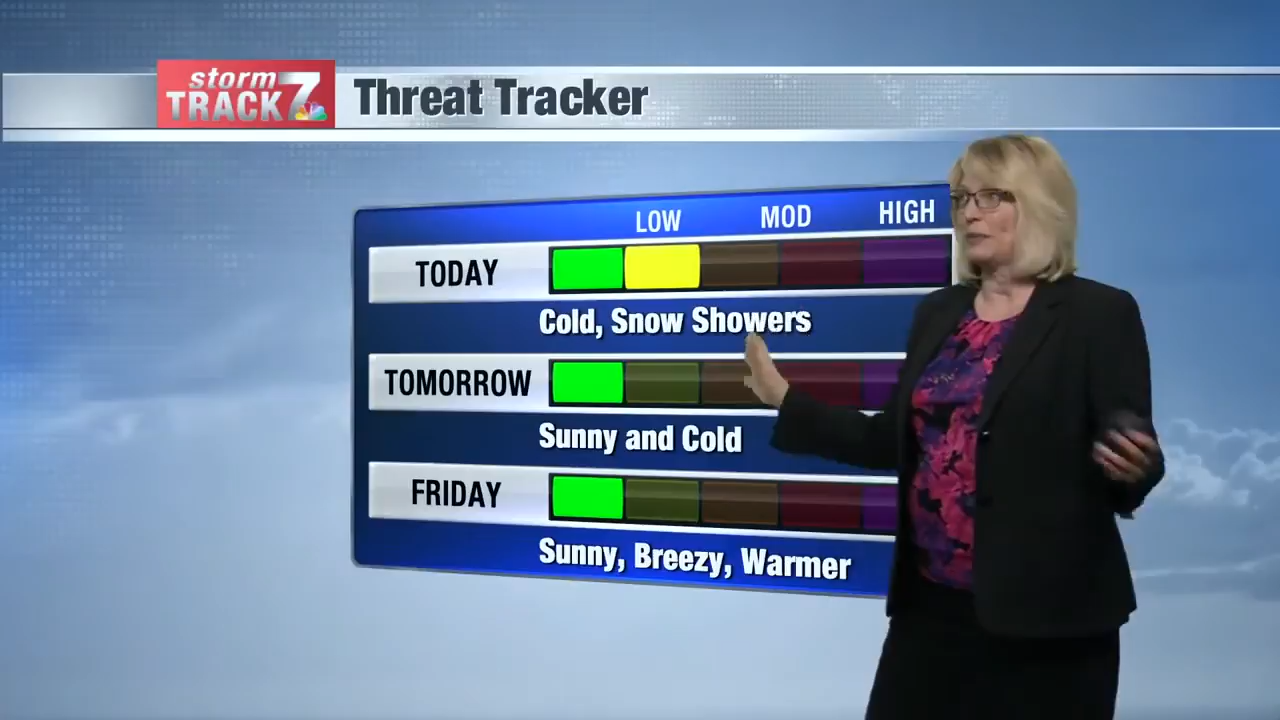 storm
TRACK 7
Threat Tracker
LOW MOD HIGH
TODAY
Cold, Snow Showers
TOMORROW
Sunny and Cold
FRIDAY
Sunny, Breezy, Warmer